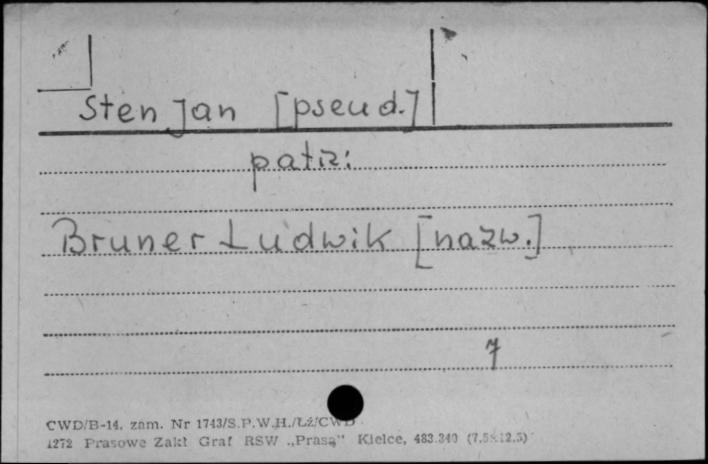 Sten Jan [pseud.]
patrz:
Bruner Ludwik [nazw.]
7
CWD/B-14. zam. Nr 1743/S.P.W.H./Łź/CWD
1272 Prasowe Zakł Graf RSW „Prasa” Kielce, 483.340 (7,5x12,5)